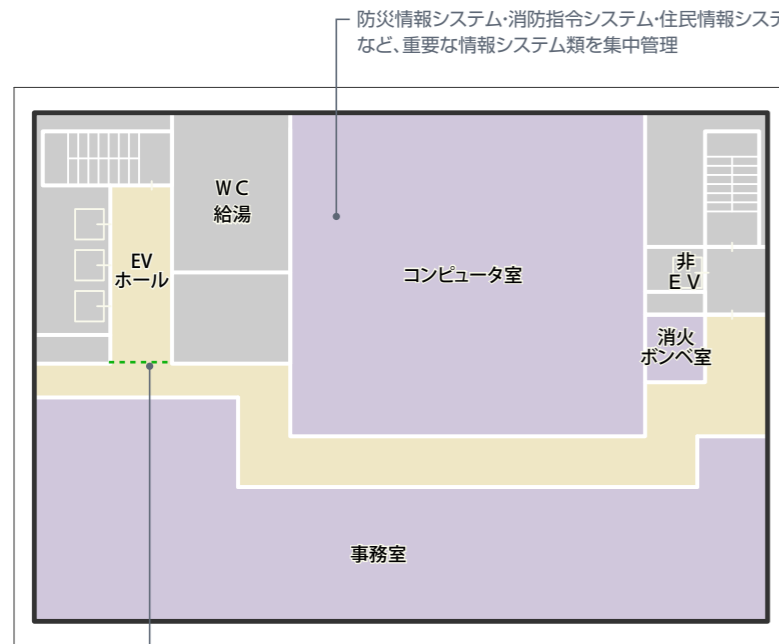 防災情報システム・消防指令システム・住民情報システ
など、重要な情報システム類を集中管理
ＷＣ
給湯
EV
ホール
コンピュータ室
非
ＥＶ
消火
ボンベ室
事務室